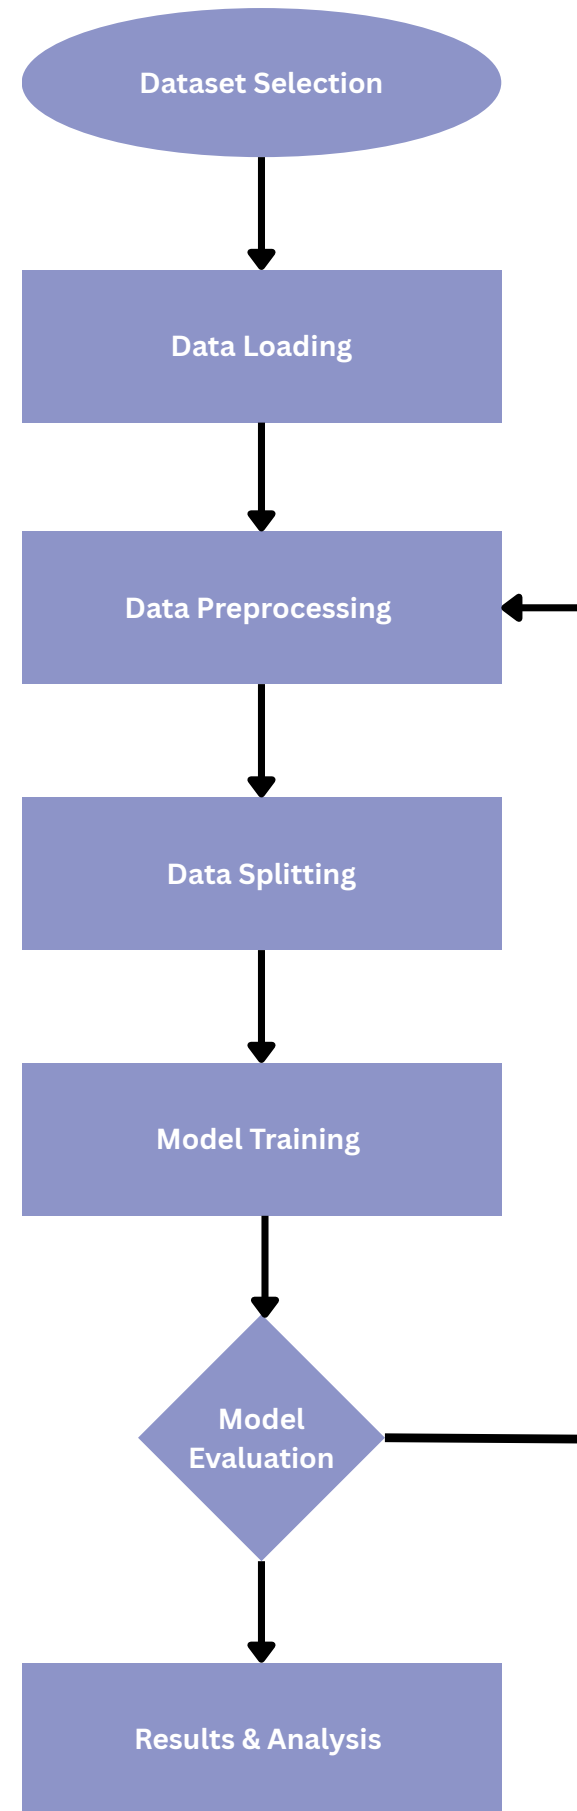 Dataset Selection
Data Loading
Data Preprocessing
Data Splitting
Model Training
Model
Evaluation
Results & Analysis